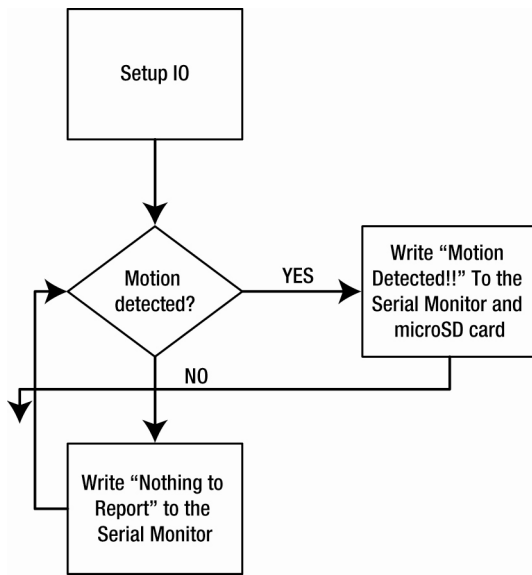 Setup IO
Motion
detected?
YES
Write “Motion
Detected!!” To the
Serial Monitor and
microSD card
NO
Write “Nothing to
Report” to the
Serial Monitor